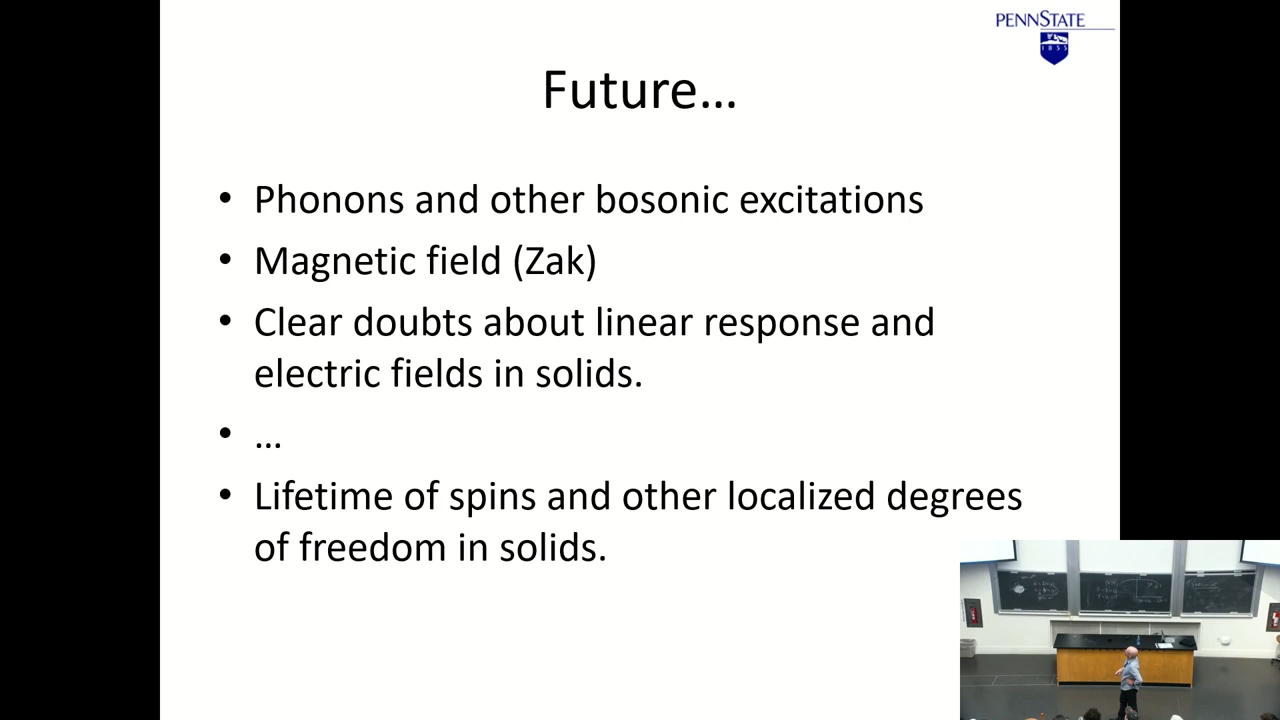 PENNSTATE
1855
Future…
• Phonons and other bosonic excitations
• Magnetic field (Zak)
• Clear doubts about linear response and
electric fields in solids.
• …
• Lifetime of spins and other localized degrees
of freedom in solids.